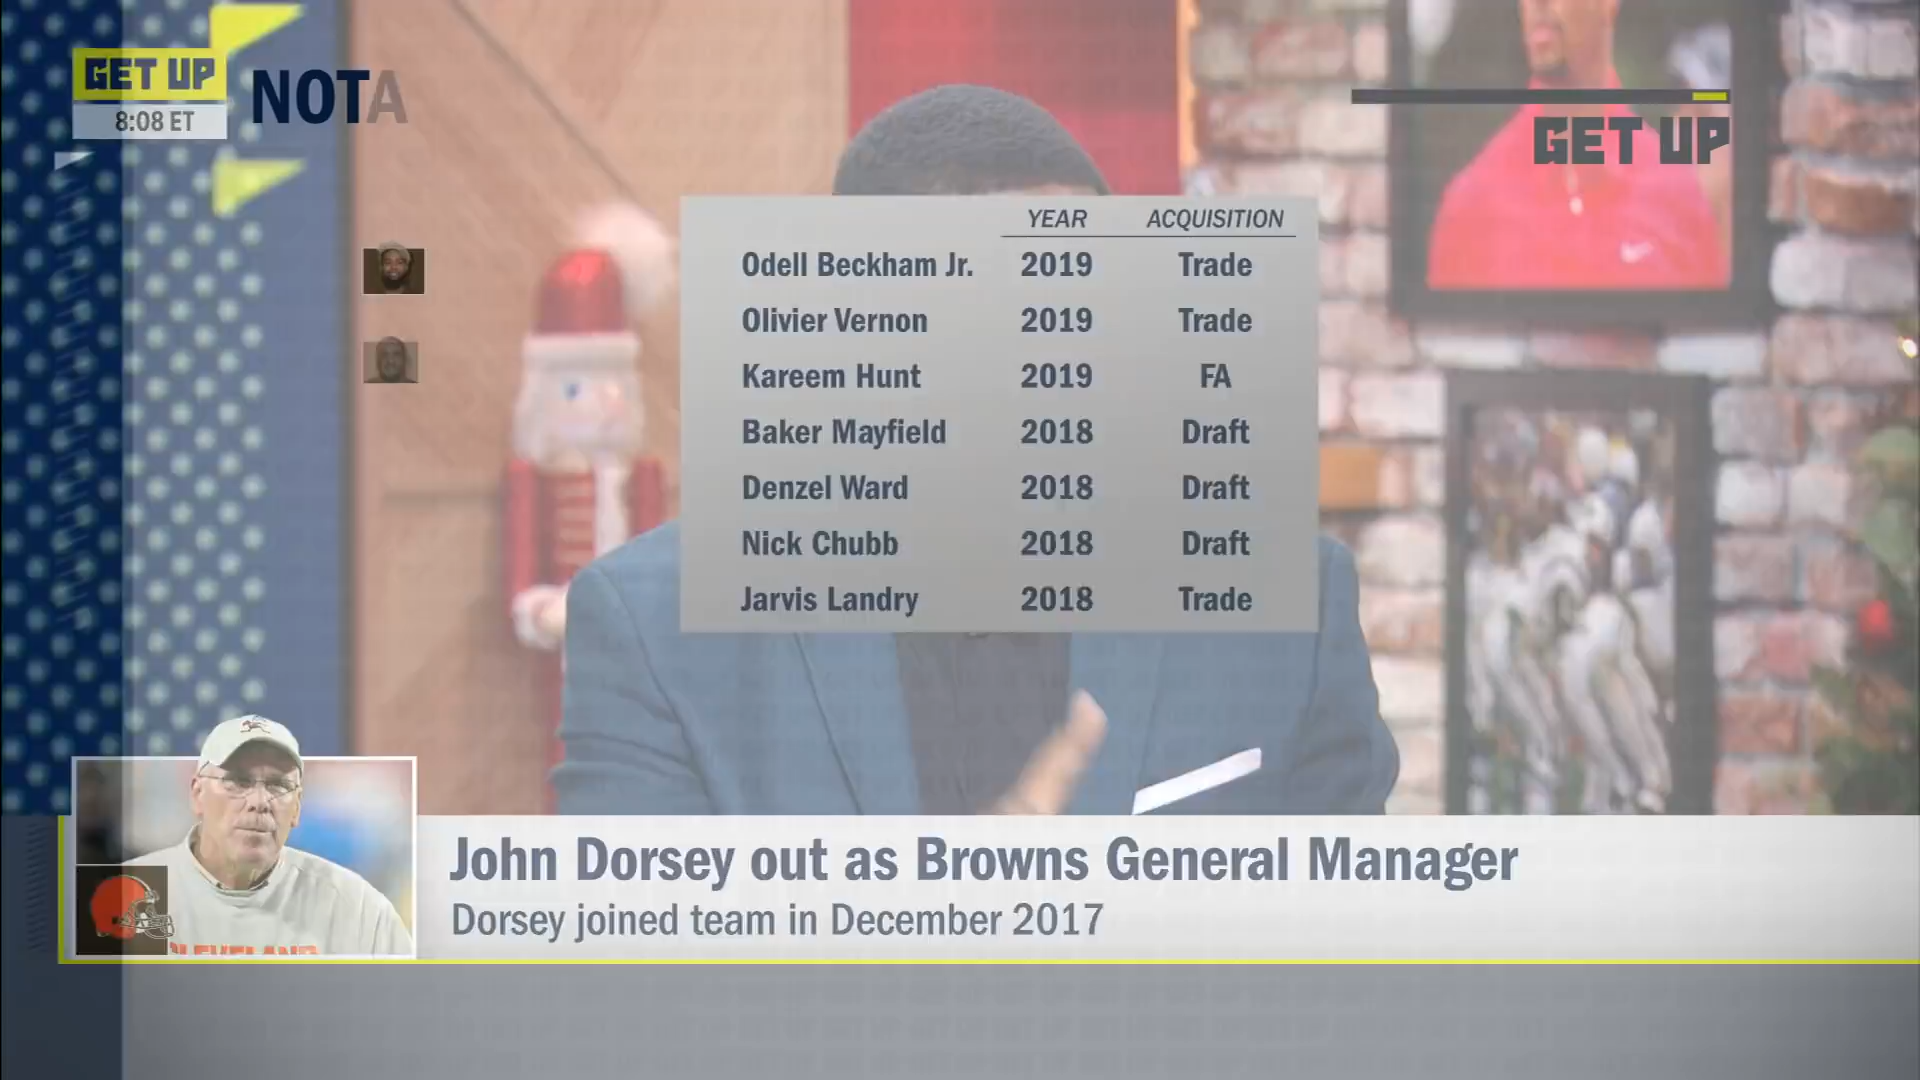 GET UP
8:08 ET
NOTA
GET UP
YEAR ACQUISITION
Odell Beckham Jr. 2019 Trade
Olivier Vernon 2019 Trade
Kareem Hunt 2019 FA
Baker Mayfield 2018 Draft
Denzel Ward 2018 Draft
Nick Chubb 2018 Draft
Jarvis Landry 2018 Trade
John Dorsey out as Browns General Manager
Dorsey joined team in December 2017
CLEVELAND